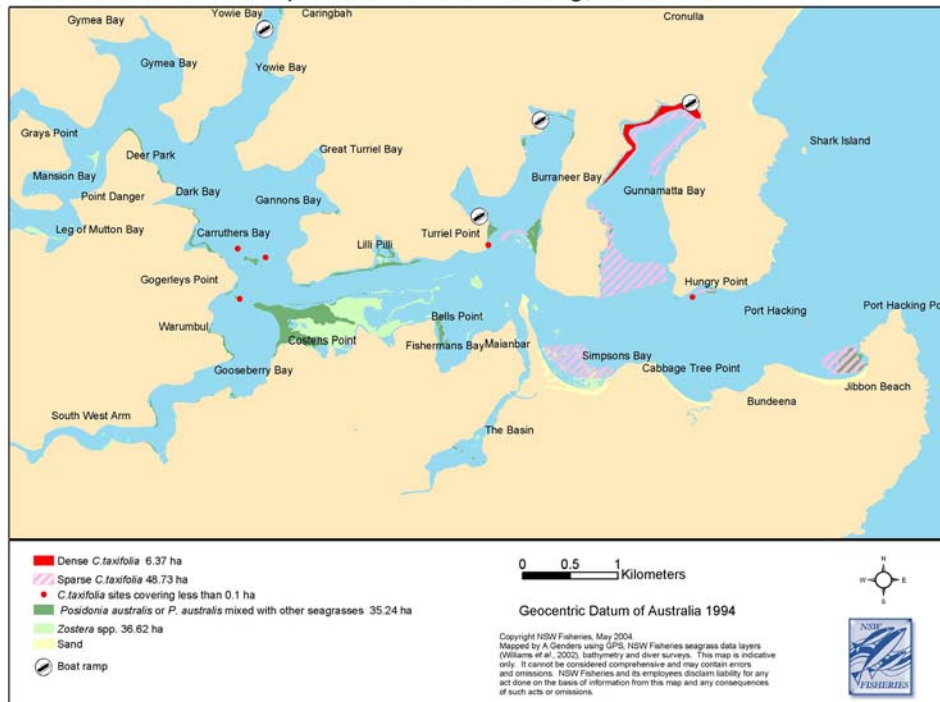 Gymea Bay
Yowie Bay
Caringbah
Cronulla
Gymea Bay
Yowie Bay
Grays Point
Deer Park
Great Turriel Bay
Shark Island
Mansion Bay
Point Danger
Dark Bay
Gannons Bay
Burraneer Bay
Gunnamatta Bay
Leg of Mutton Bay
Carruthers Bay
Lilli Pilli
Turriel Point
Gogerleys Point
Hungry Point
Port Hacking
Port Hacking Po
Warumbul
Bells Point
Costens Point
Fishermans Bay
Maianbar
Simpsons Bay
Cabbage Tree Point
Gooseberry Bay
Jibbon Beach
Bundeena
South West Arm
The Basin
Dense C.taxifolia 6.37 ha
Sparse C.taxifolia 48.73 ha
C.taxifolia sites covering less than 0.1 ha
Posidonia australis or P. australis mixed with other seagrasses 35.24 ha
Zostera spp. 36.62 ha
Sand
Boat ramp
0 0.5 1
Kilometers
Geocentric Datum of Australia 1994
Copyright NSW Fisheries, May 2004.
Mapped by A.Genders using GPS, NSW Fisheries seagrass data layers
(Williams et al., 2002), bathymetry and diver surveys. This map is indicative
only. It cannot be considered comprehensive and may contain errors
and omissions. NSW Fisheries and its employees disclaim liability for any
act done on the basis of information from this map and any consequences
of such acts or omissions.
N
W E
S
NSW
FISHERIES